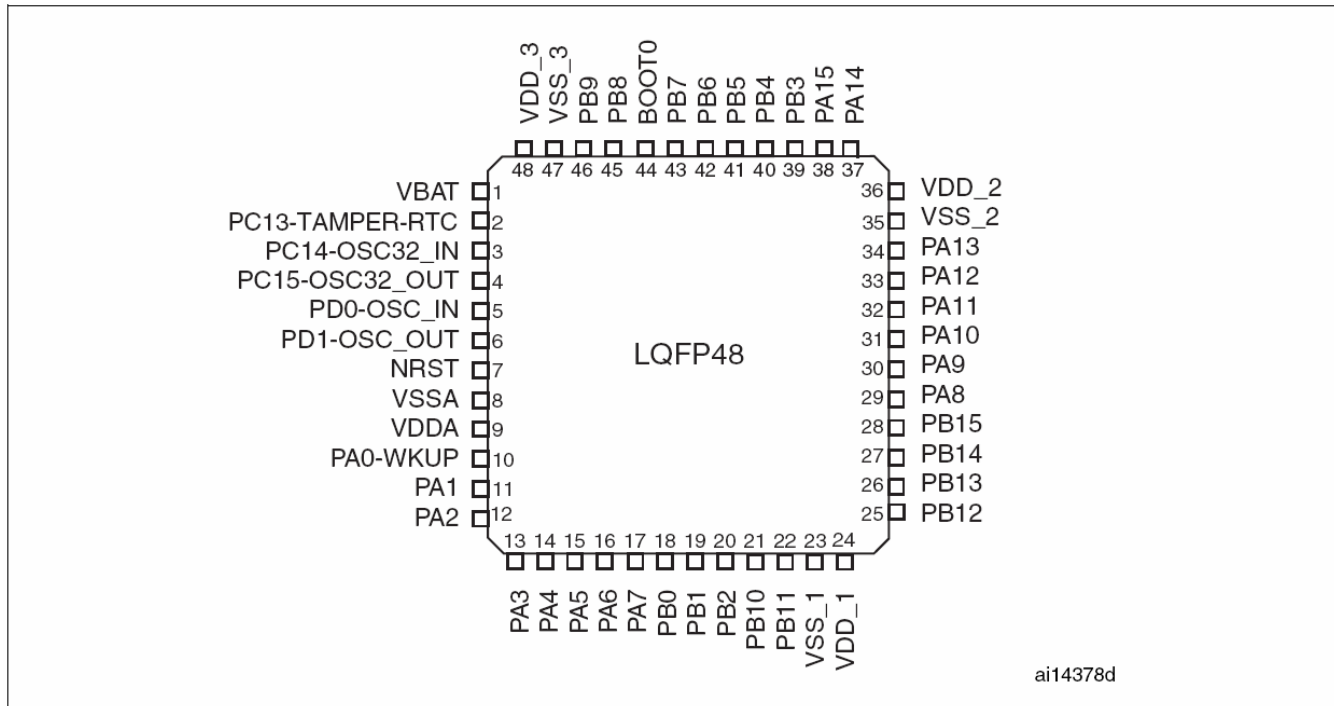 VDD_3
VSS_3
PB9
PB8
BOOT0
PB7
PB6
PB5
PB4
PB3
PA15
PA14
48 47 46 45 44 43 42 41 40 39 38 37
VBAT 1
PC13-TAMPER-RTC 2
PC14-OSC32_IN 3
PC15-OSC32_OUT 4
PD0-OSC_IN 5
PD1-OSC_OUT 6
NRST 7
VSSA 8
VDDA 9
PA0-WKUP 10
PA1 11
PA2 12
LQFP48
36 VDD_2
35 VSS_2
34 PA13
33 PA12
32 PA11
31 PA10
30 PA9
29 PA8
28 PB15
27 PB14
26 PB13
25 PB12
13 14 15 16 17 18 19 20 21 22 23 24
PA3
PA4
PA5
PA6
PA7
PB0
PB1
PB2
PB10
PB11
VSS_1
VDD_1
ai14378d